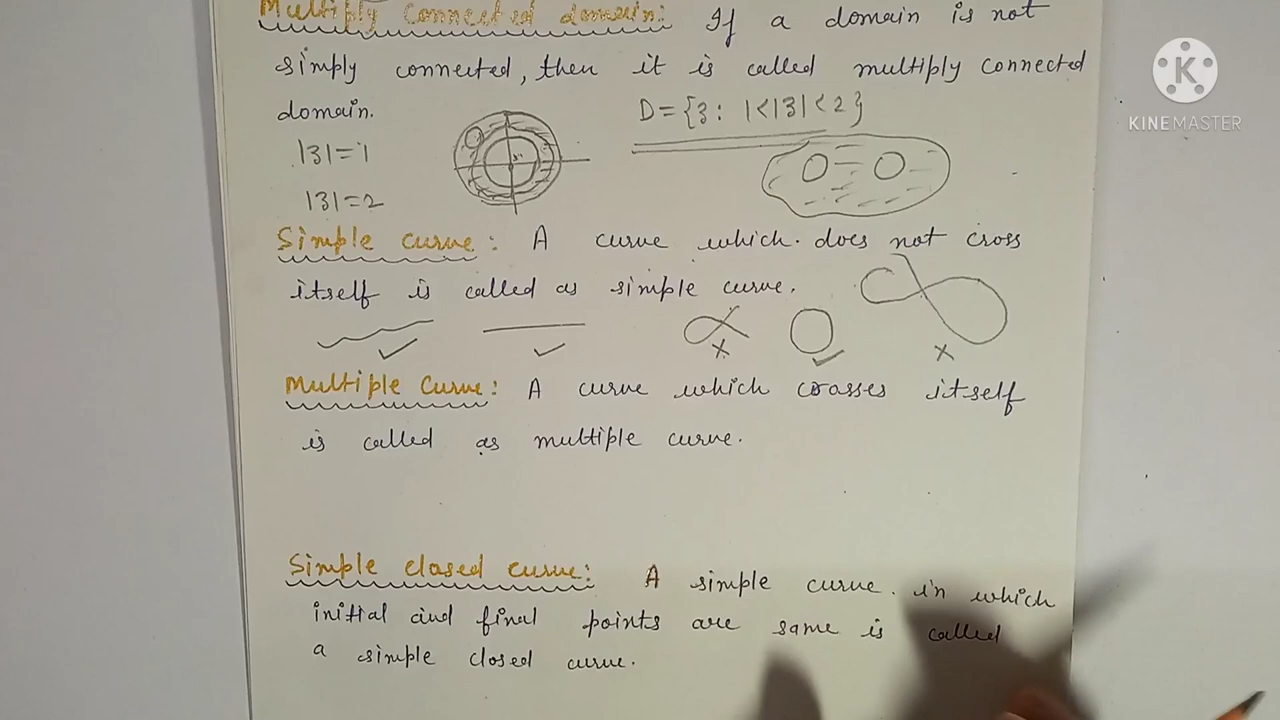 Multiply connected domain: If a domain is not
simply connected, then it is called multiply connected
domain.
D = {z : 1<|z|<2}
|z|=1
|z|=2
Simple curve: A curve which does not cross
itself is called as simple curve.
Multiple Curve: A curve which crosses itself
is called as multiple curve.
Simple closed curve: A simple curve in which
initial and final points are same is called
a simple closed curve.
K
KINEMASTER